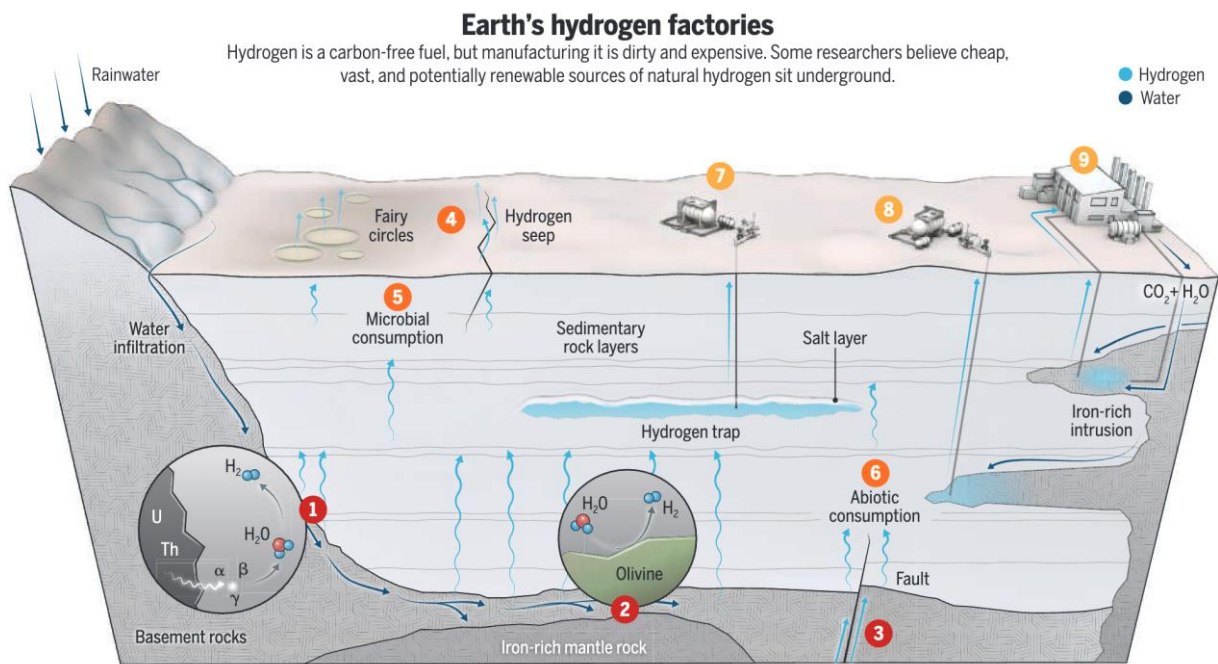 Earth's hydrogen factories
Hydrogen is a carbon-free fuel, but manufacturing it is dirty and expensive. Some researchers believe cheap,
vast, and potentially renewable sources of natural hydrogen sit underground.
Rainwater
Hydrogen
Water
7
8
9
Fairy
circles
4
Hydrogen
seep
CO₂+ H₂O
5
Microbial
consumption
Water
infiltration
Sedimentary
rock layers
Salt layer
Hydrogen trap
Iron-rich
intrusion
6
Abiotic
consumption
H₂
H₂O
U
Th
α β
γ
1
H₂O
H₂
Olivine
2
Fault
3
Basement rocks
Iron-rich mantle rock